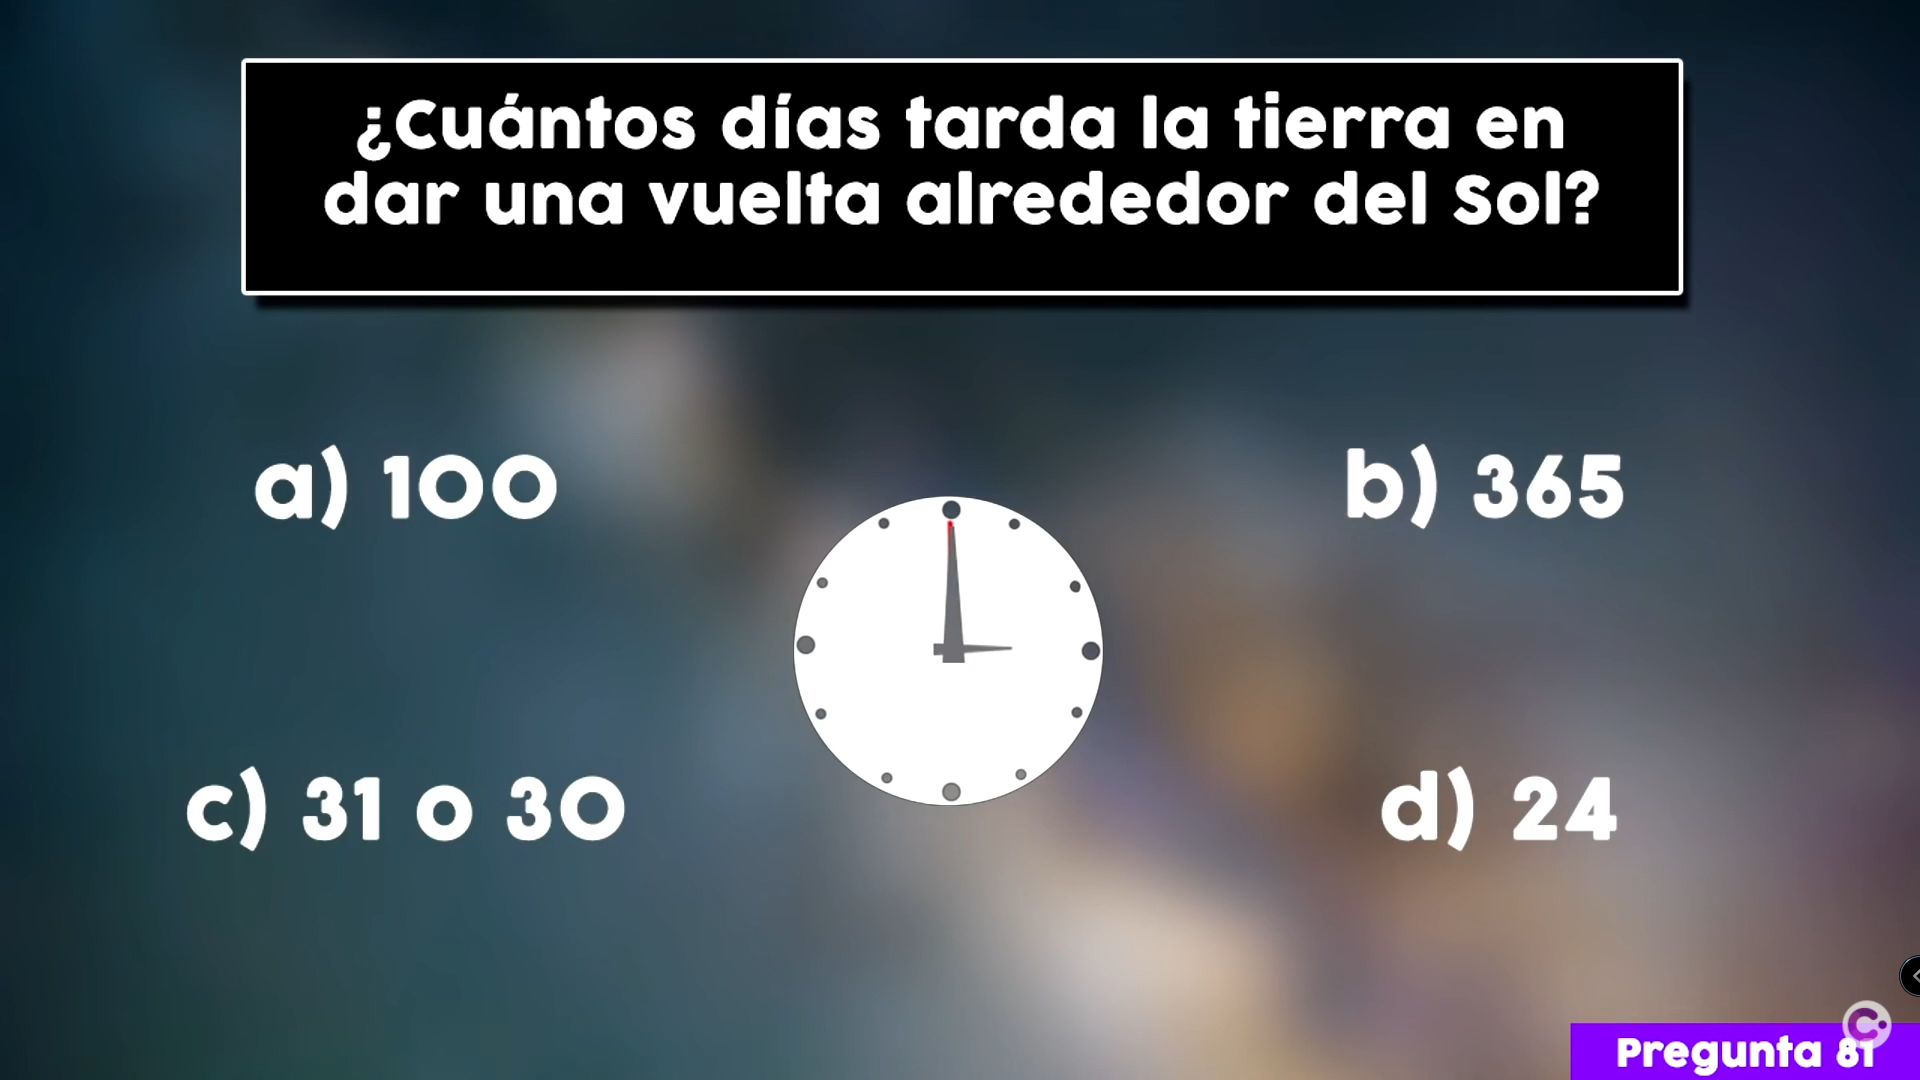 ¿Cuántos días tarda la tierra en
dar una vuelta alrededor del Sol?
a) 100
b) 365
c) 31 o 30
d) 24
Pregunta 81